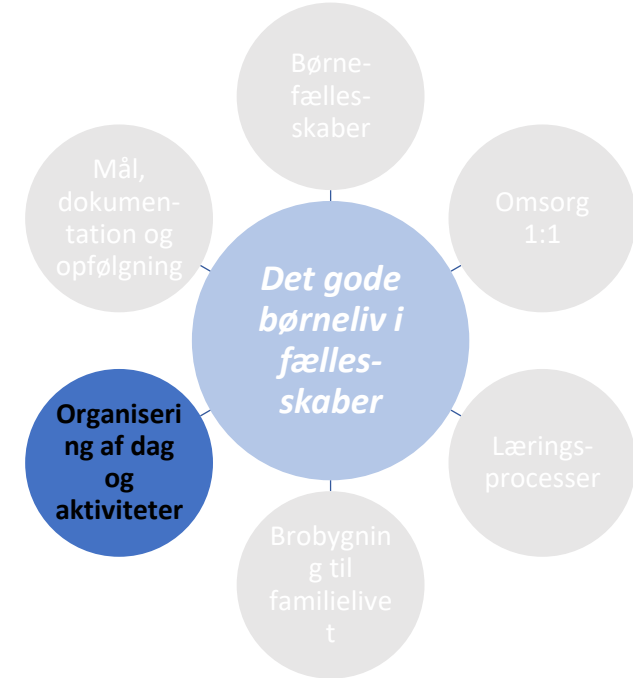 Børne-
fælles-
skaber
Mål,
dokumen-
tation og
opfølgning
Omsorg
1:1
Det gode
børneliv i
fælles-
skaber
Organiseri
ng af dag
og
aktiviteter
Lærings-
processer
Brobygnin
g til
familielive
t